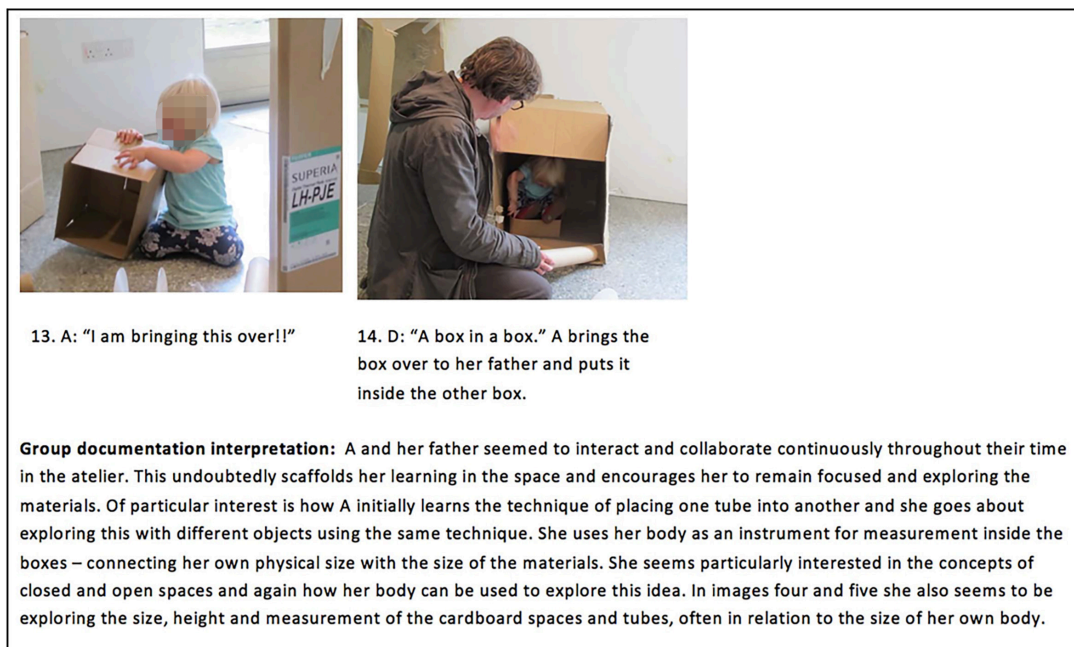 SUPERIA
LH-PJE
13. A: “I am bringing this over!!”
14. D: “A box in a box.” A brings the
box over to her father and puts it
inside the other box.
Group documentation interpretation: A and her father seemed to interact and collaborate continuously throughout their time
in the atelier. This undoubtedly scaffolds her learning in the space and encourages her to remain focused and exploring the
materials. Of particular interest is how A initially learns the technique of placing one tube into another and she goes about
exploring this with different objects using the same technique. She uses her body as an instrument for measurement inside the
boxes – connecting her own physical size with the size of the materials. She seems particularly interested in the concepts of
closed and open spaces and again how her body can be used to explore this idea. In images four and five she also seems to be
exploring the size, height and measurement of the cardboard spaces and tubes, often in relation to the size of her own body.